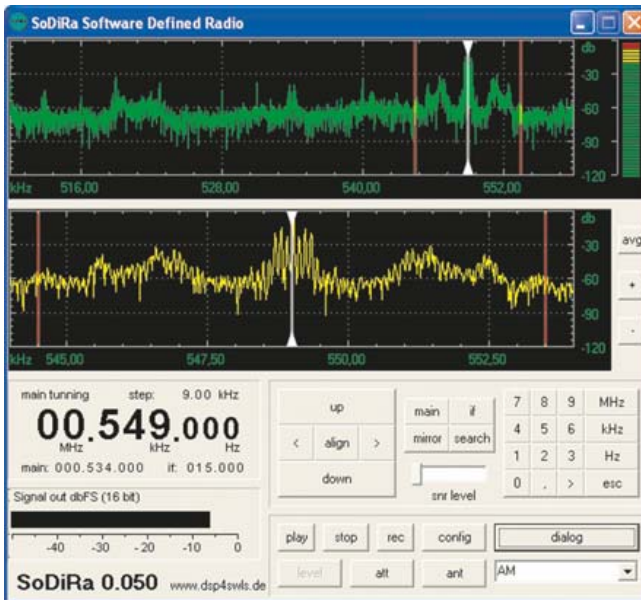 SoDiRa Software Defined Radio
db
-30
-60
-90
-120
kHz 516,00 528,00 540,00 552,00
db
-30
-60
-90
-120
kHz 545,00 547,50 550,00 552,50
avg
+
-
main tunning step: 9.00 kHz
00.549.000
MHz kHz Hz
main: 000.534.000 if: 015.000
Signal out dbFS (16 bit)
-40 -30 -20 -10 0
SoDiRa 0.050 www.dsp4swls.de
up
< align >
down
main if
mirror search
snr level
7 8 9 MHz
4 5 6 kHz
1 2 3 Hz
0 . > esc
play stop rec config dialog
level att ant AM